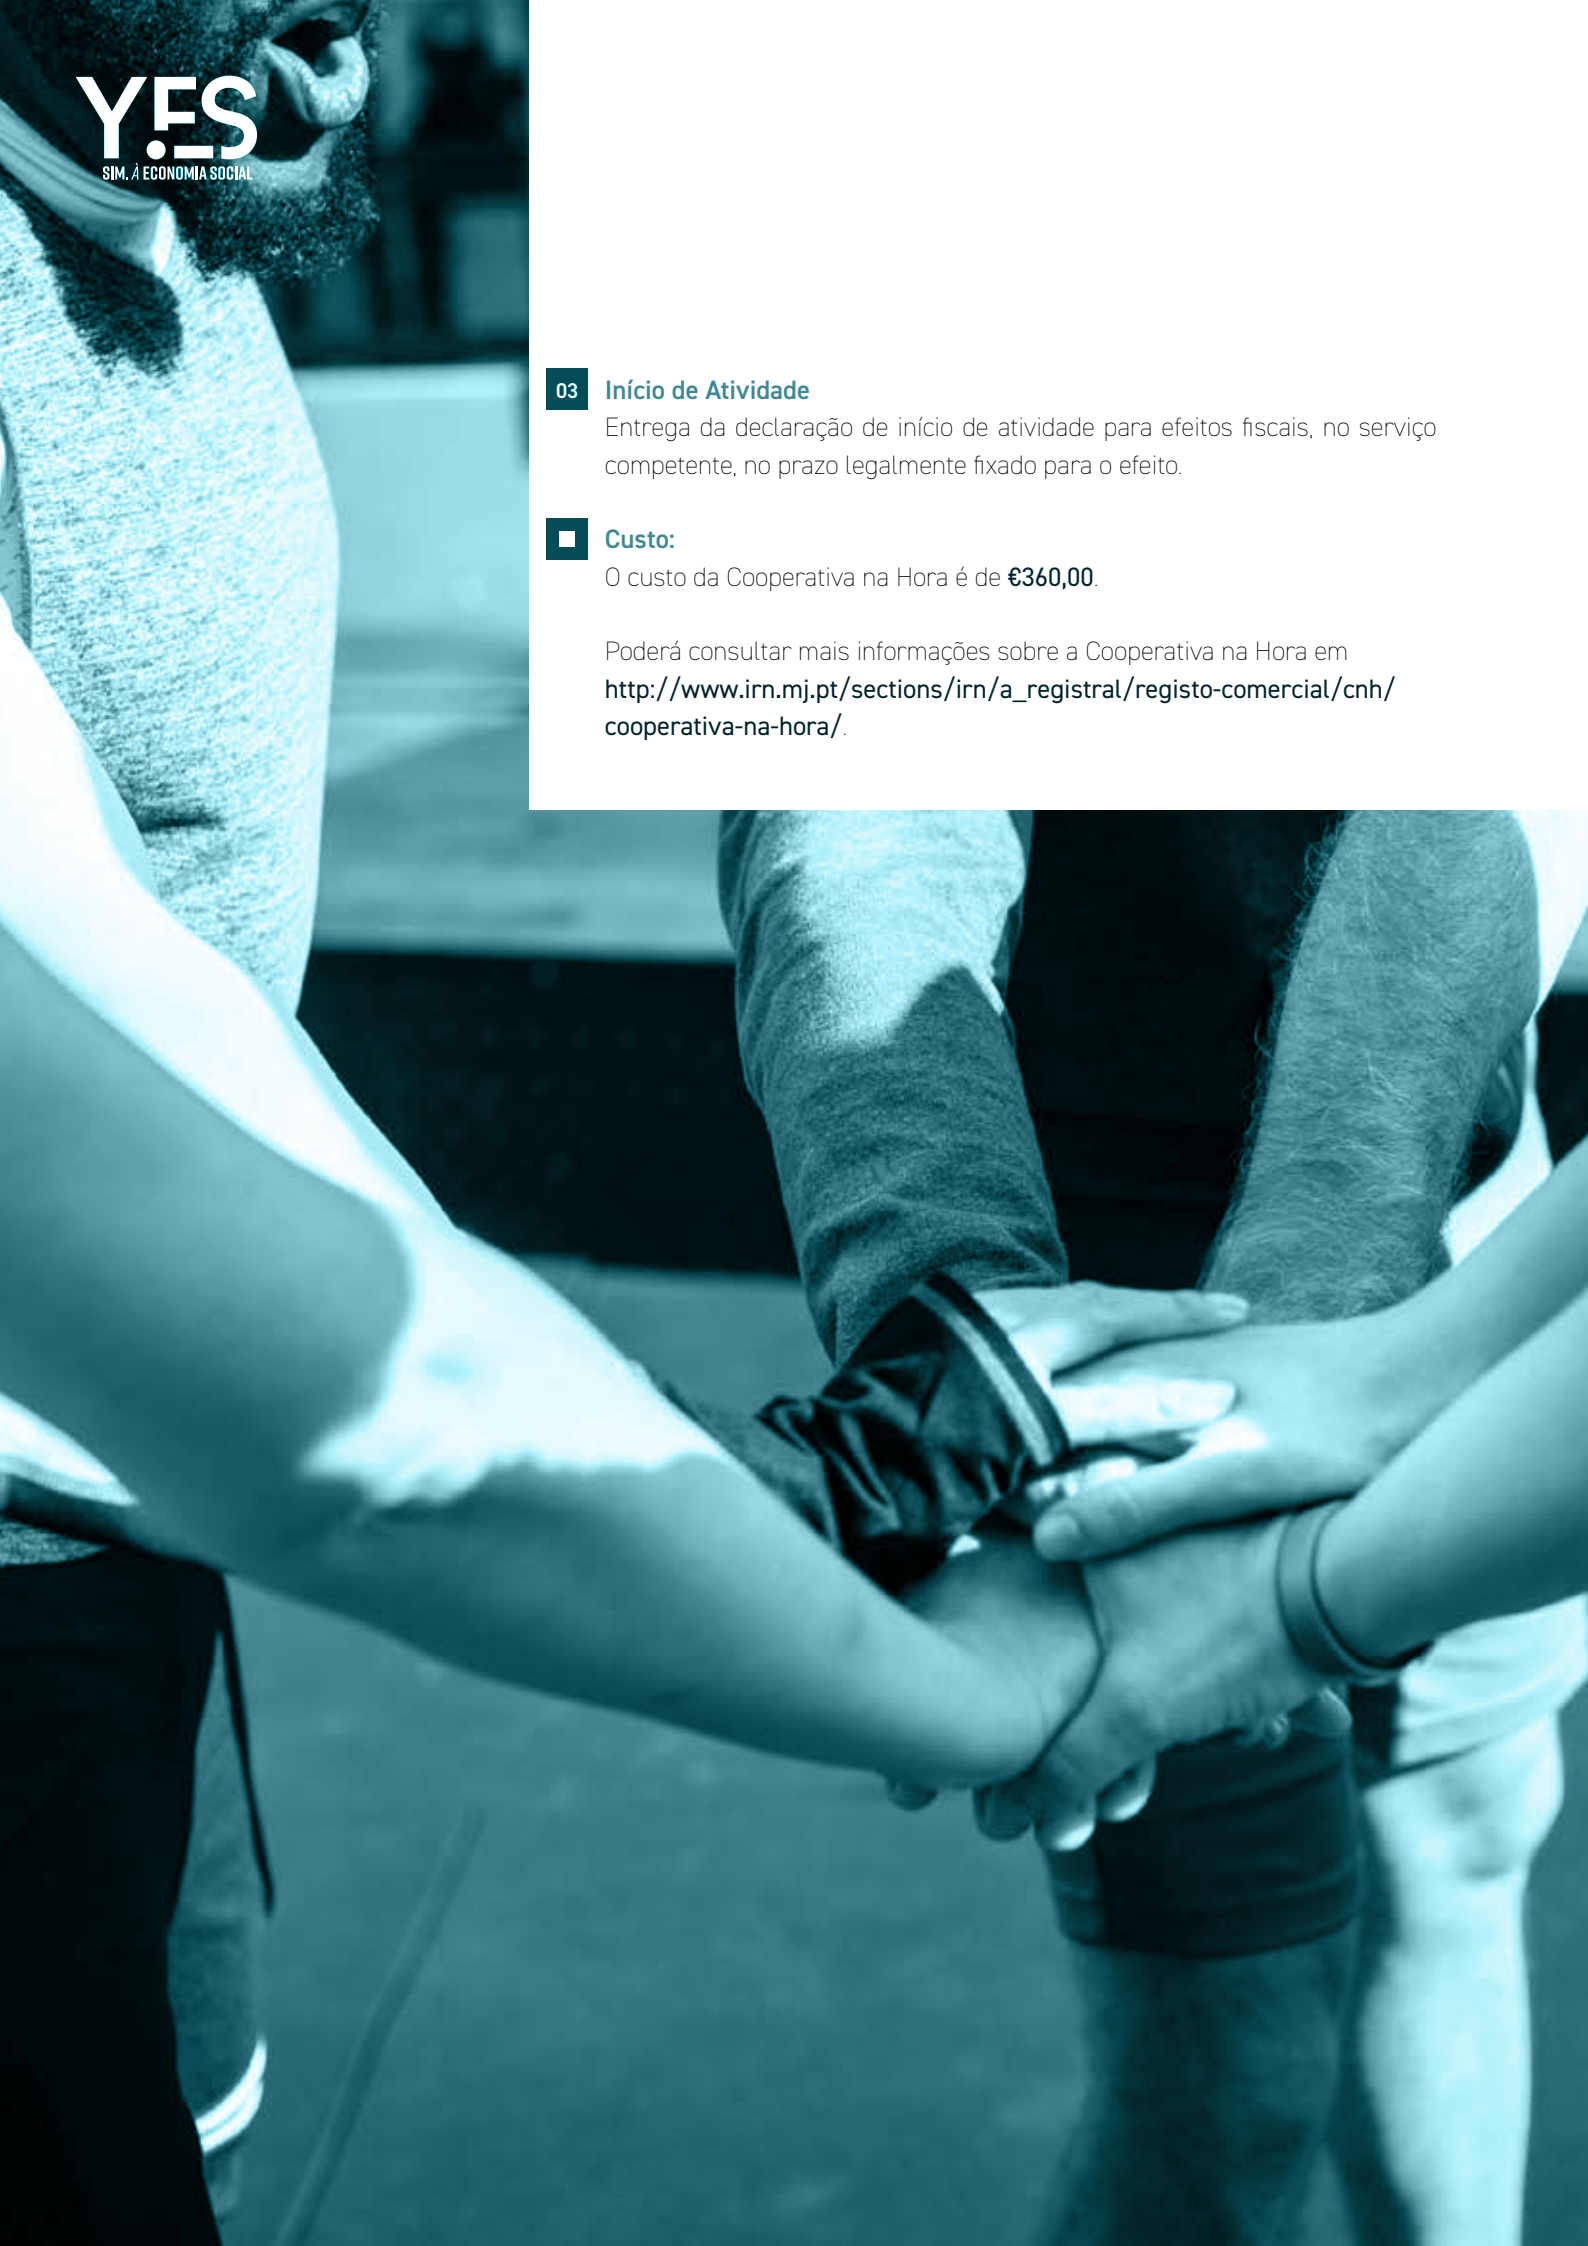 YES
SIM. À ECONOMIA SOCIAL
03 Início de Atividade
Entrega da declaração de início de atividade para efeitos fiscais, no serviço
competente, no prazo legalmente fixado para o efeito.
Custo:
O custo da Cooperativa na Hora é de €360,00.
Poderá consultar mais informações sobre a Cooperativa na Hora em
http://www.irn.mj.pt/sections/irn/a_registral/registo-comercial/cnh/
cooperativa-na-hora/.